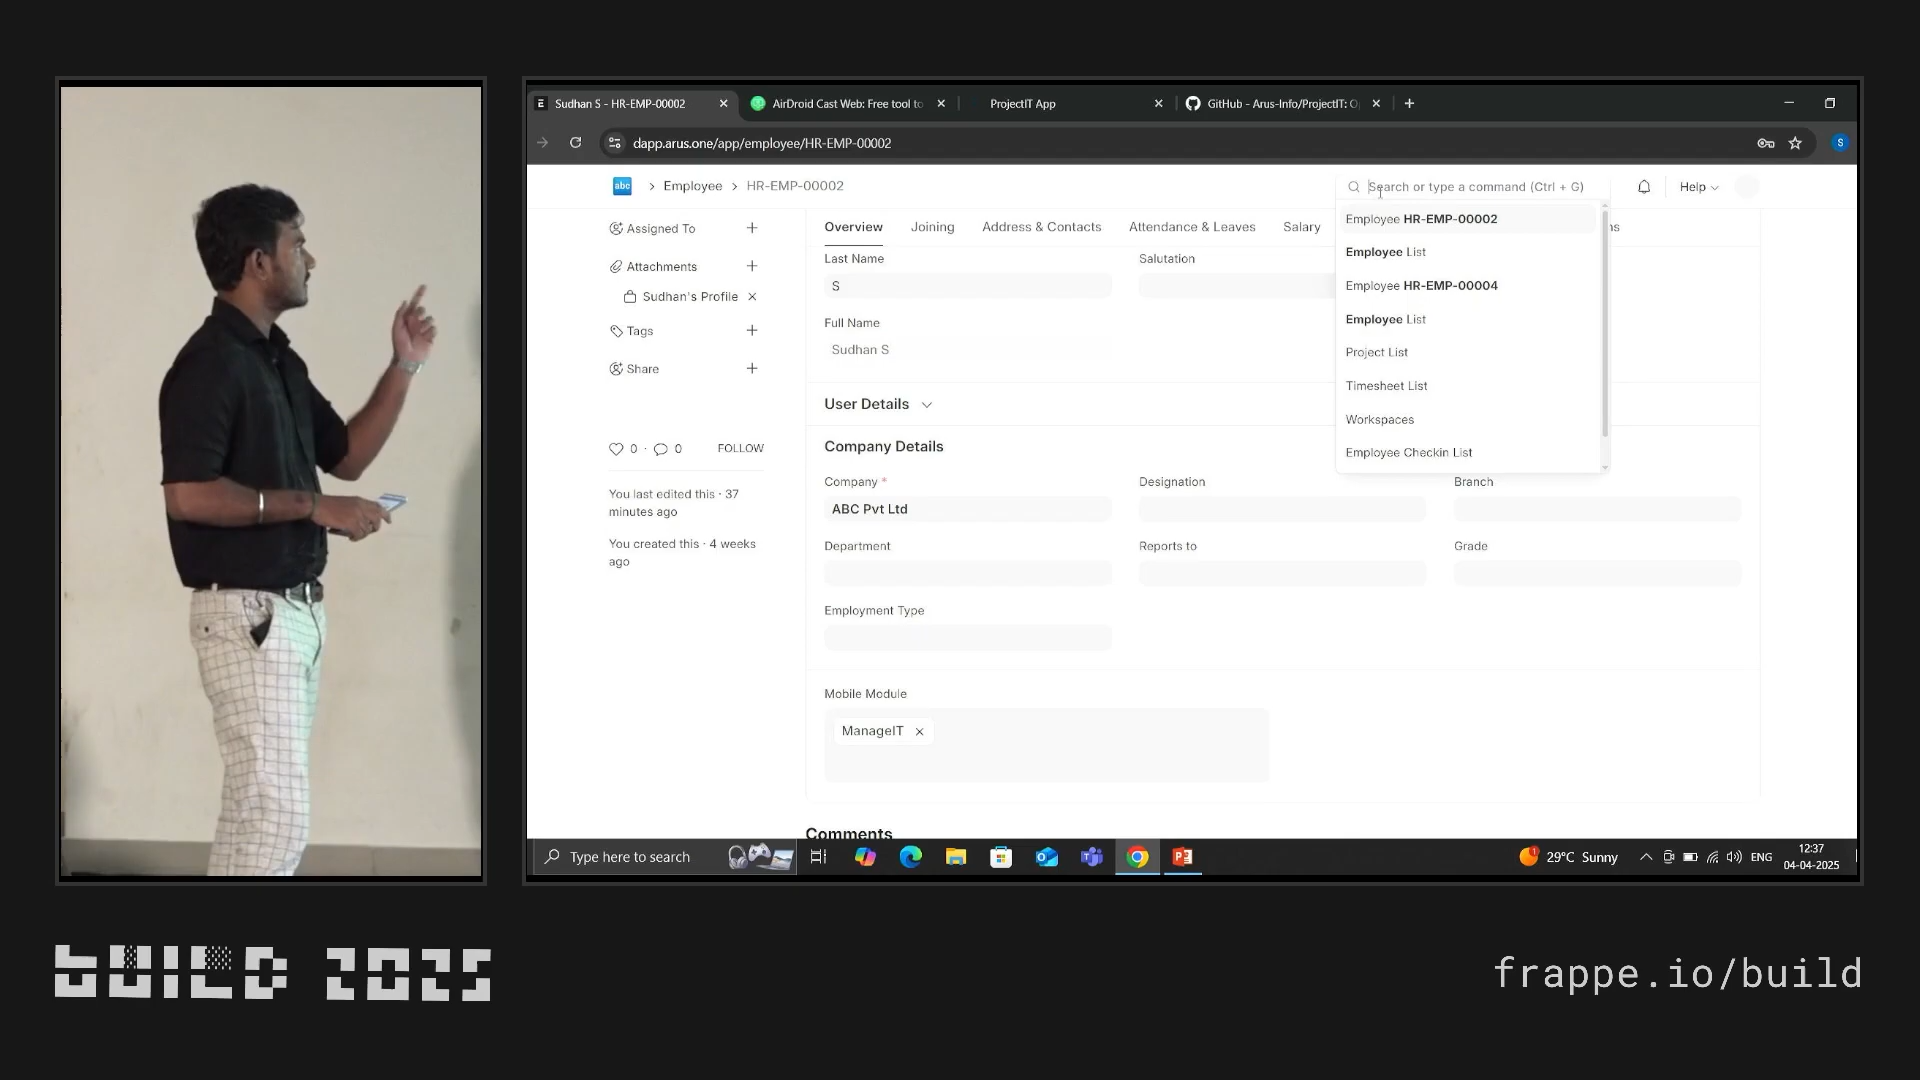 Sudhan S - HR-EMP-00002
AirDroid Cast Web: Free tool to
ProjectIT App
GitHub - Arus-Info/ProjectIT: O
dapp.arus.one/app/employee/HR-EMP-00002
S
abc
Employee
HR-EMP-00002
Search or type a command (Ctrl + G)
Help
Assigned To
Attachments
Sudhan's Profile
Tags
Share
0 · 0
FOLLOW
You last edited this · 37
minutes ago
You created this · 4 weeks
ago
Overview
Joining
Address & Contacts
Attendance & Leaves
Salary
ns
Last Name
S
Salutation
Full Name
Sudhan S
User Details
Employee HR-EMP-00002
Employee List
Employee HR-EMP-00004
Employee List
Project List
Timesheet List
Workspaces
Employee Checkin List
Company Details
Company *
ABC Pvt Ltd
Designation
Branch
Department
Reports to
Grade
Employment Type
Mobile Module
ManageIT
Comments
Type here to search
1
29°C Sunny
ENG
12:37
04-04-2025
BUILD 2025
frappe.io/build